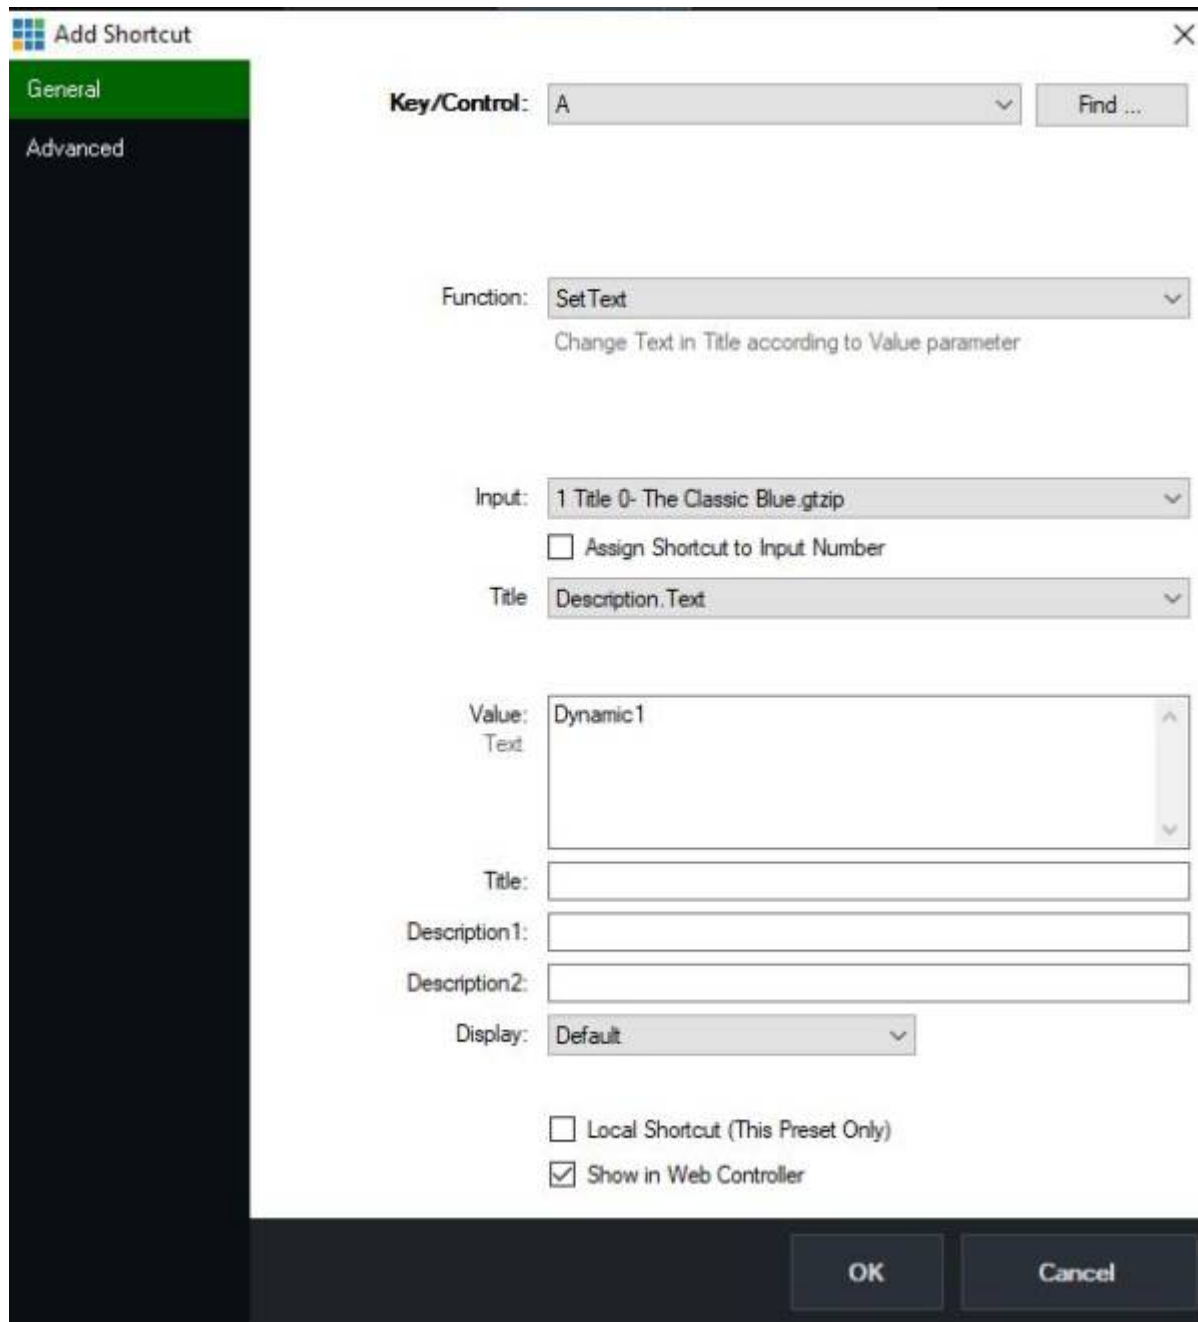 Add Shortcut
General
Advanced
Key/Control: A Find ...
Function: SetText
Change Text in Title according to Value parameter
Input: 1 Title 0- The Classic Blue.gtzip
Assign Shortcut to Input Number
Title Description.Text
Value: Dynamic1
Text
Title:
Description1:
Description2:
Display: Default
Local Shortcut (This Preset Only)
Show in Web Controller
OK Cancel